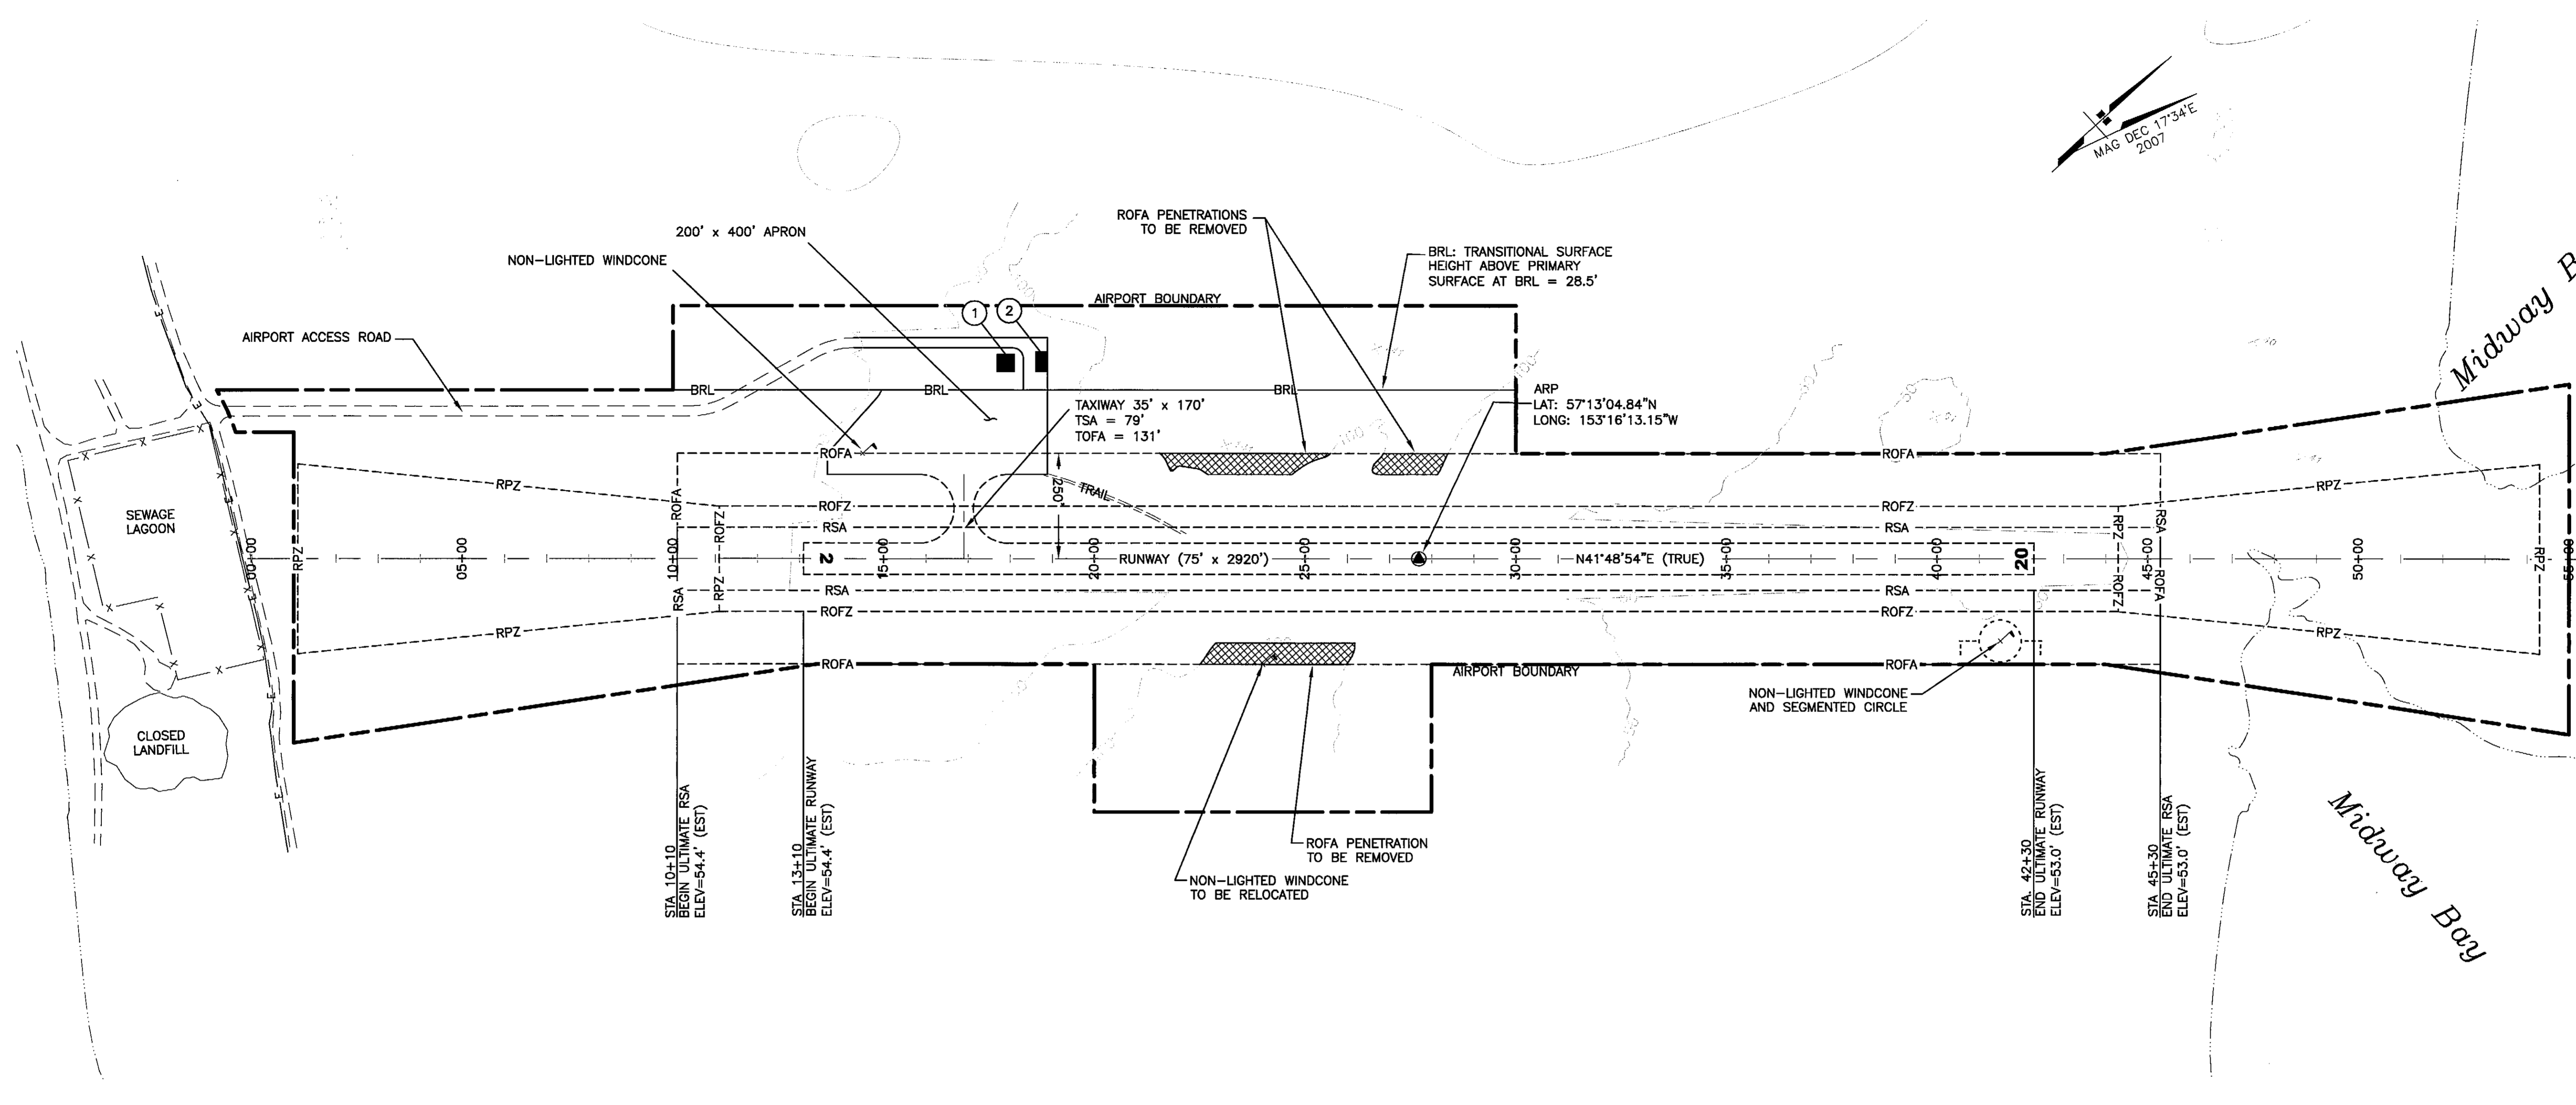 MAG DEC 17°34'E
2007
Midway B
ROFA PENETRATIONS
TO BE REMOVED
200' x 400' APRON
NON-LIGHTED WINDCONE
BRL: TRANSITIONAL SURFACE
HEIGHT ABOVE PRIMARY
SURFACE AT BRL = 28.5'
AIRPORT BOUNDARY
1
2
AIRPORT ACCESS ROAD
BRL
BRL
BRL
ARP
LAT: 57°13'04.84"N
LONG: 153°16'13.15"W
TAXIWAY 35' x 170'
TSA = 79'
TOFA = 131'
ROFA
ROFA
RPZ
RPZ
TRAIL
250'
ROFA
ROFZ
ROFZ
ROFZ
RSA
RSA
RSA
RPZ
SEWAGE
LAGOON
00+00
RPZ
05+00
10+00
2
15+00
20+00
RUNWAY (75' x 2920')
25+00
30+00
N41°48'54"E (TRUE)
35+00
40+00
20
45+00
50+00
RPZ
RSA
RPZ
RSA
RSA
ROFZ
ROFA
ROFZ
ROFZ
RPZ
RPZ
ROFA
ROFA
AIRPORT BOUNDARY
NON-LIGHTED WINDCONE
AND SEGMENTED CIRCLE
CLOSED
LANDFILL
STA 10+10
BEGIN ULTIMATE RSA
ELEV=54.4' (EST)
STA 13+10
BEGIN ULTIMATE RUNWAY
ELEV=54.4' (EST)
ROFA PENETRATION
TO BE REMOVED
NON-LIGHTED WINDCONE
TO BE RELOCATED
STA. 42+30
END ULTIMATE RUNWAY
ELEV=53.0' (EST)
STA 45+30
END ULTIMATE RSA
ELEV=53.0' (EST)
Midway Bay